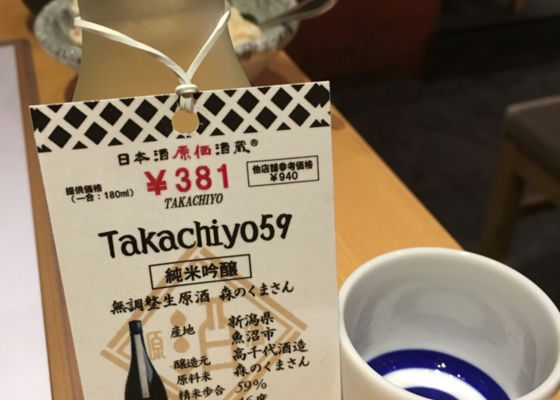 日本酒原価酒蔵®
提供価格
(一合:180ml)
¥381
他店舗参考価格
¥940
TAKACHIYO
Takachiyo59
純米吟醸
無調整生原酒 森のくまさん
産地 新潟県
魚沼市
醸造元 高千代酒造
原料米 森のくまさん
精米歩合 59%
原